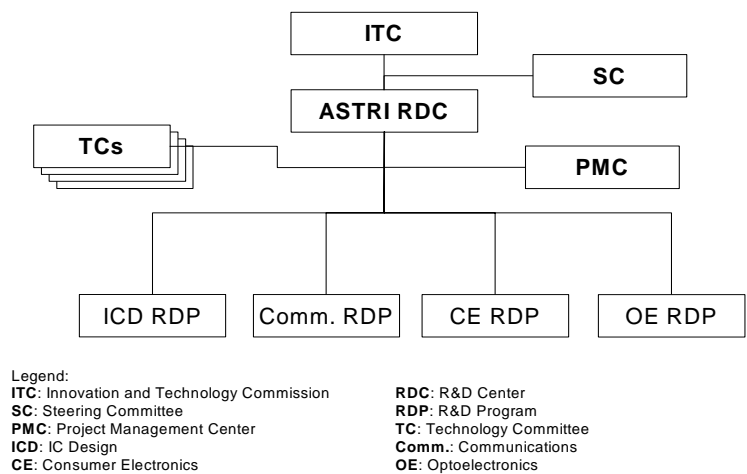 ITC
SC
ASTRI RDC
TCs
PMC
ICD RDP
Comm. RDP
CE RDP
OE RDP
Legend:
ITC: Innovation and Technology Commission
SC: Steering Committee
PMC: Project Management Center
ICD: IC Design
CE: Consumer Electronics
RDC: R&D Center
RDP: R&D Program
TC: Technology Committee
Comm.: Communications
OE: Optoelectronics